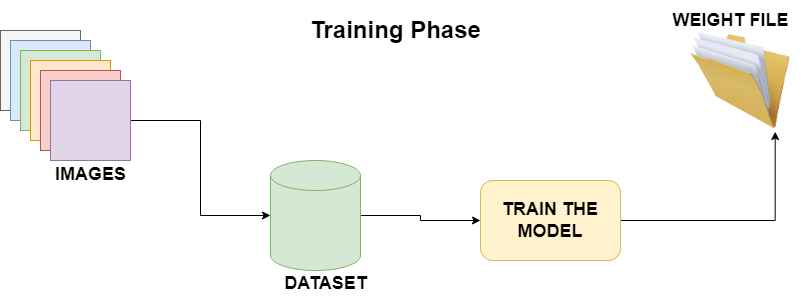 Training Phase
WEIGHT FILE
IMAGES
TRAIN THE
MODEL
DATASET